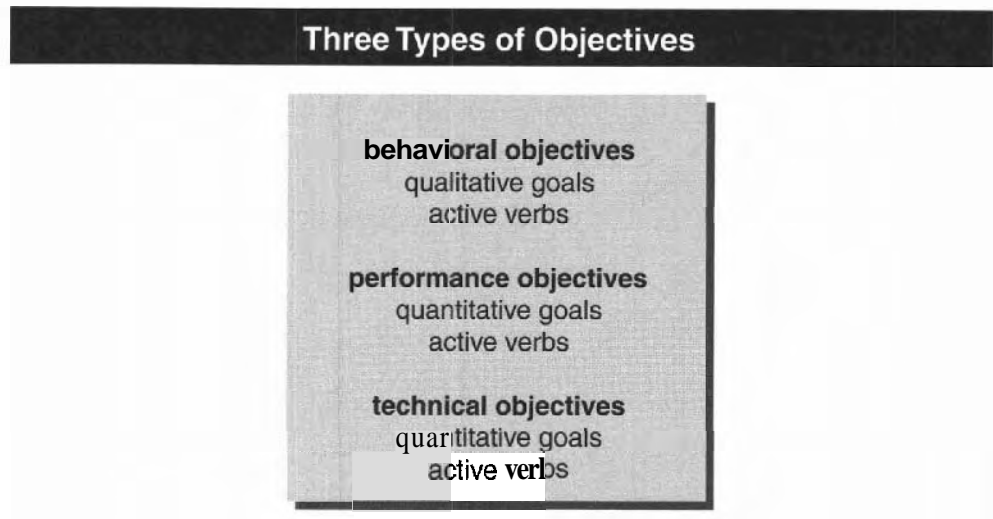 Three Types of Objectives
behavioral objectives
qualitative goals
active verbs
performance objectives
quantitative goals
active verbs
technical objectives
quantitative goals
active verbs